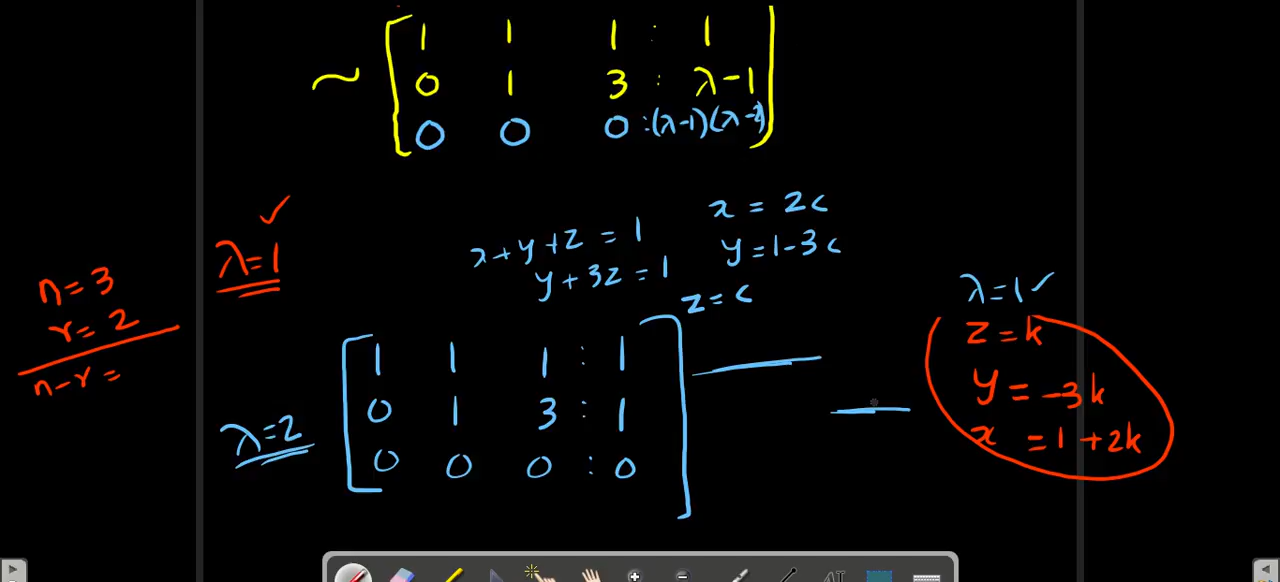 ~ [ 1 1 1 : 1
0 1 3 : λ-1
0 0 0 : (λ-1)(λ-2) ]
λ=1 ✓
x+y+z = 1
y+3z = 1
x = 2c
y = 1-3c
z = c
n = 3
r = 2
n-r =
λ=2
[ 1 1 1 : 1
0 1 3 : 1
0 0 0 : 0 ]
λ=1 ✓
z = k
y = -3k
x = 1+2k
AI